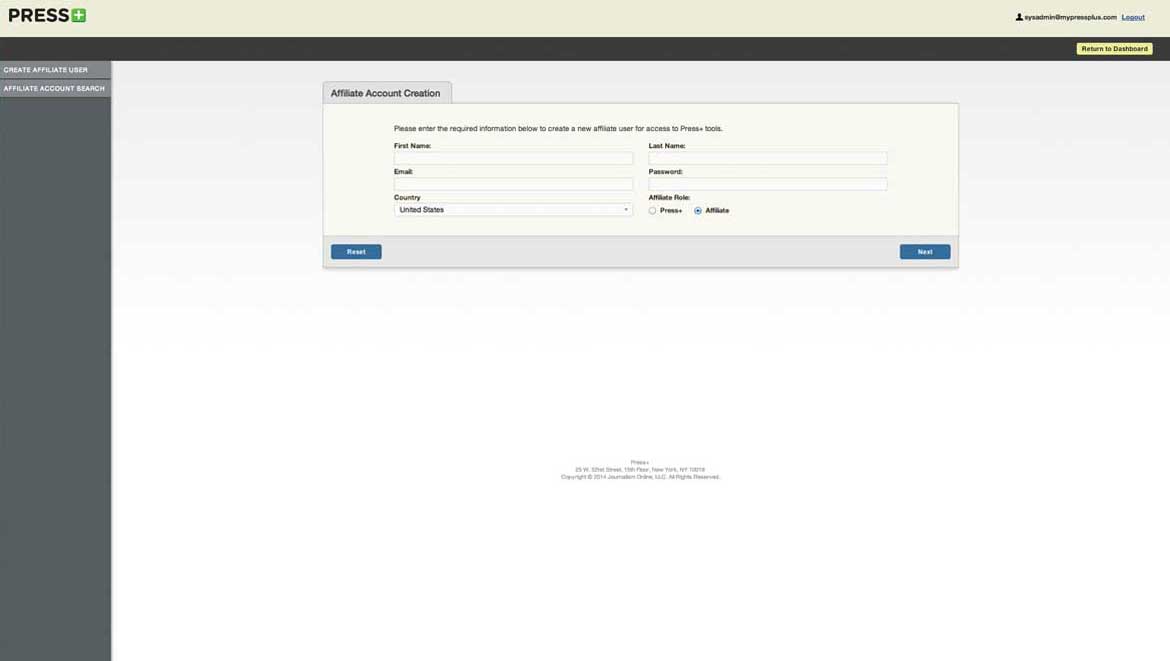 PRESS+
sysadmin@mypressplus.com Logout
Return to Dashboard
CREATE AFFILIATE USER
AFFILIATE ACCOUNT SEARCH
Affiliate Account Creation
Please enter the required information below to create a new affiliate user for access to Press+ tools.
First Name: Last Name:
Email: Password:
Country Affiliate Role:
United States Press+ Affiliate
Reset Next
Press+
25 W. 52nd Street, 15th Floor, New York, NY 10019
Copyright © 2014 Journalism Online, LLC. All Rights Reserved.